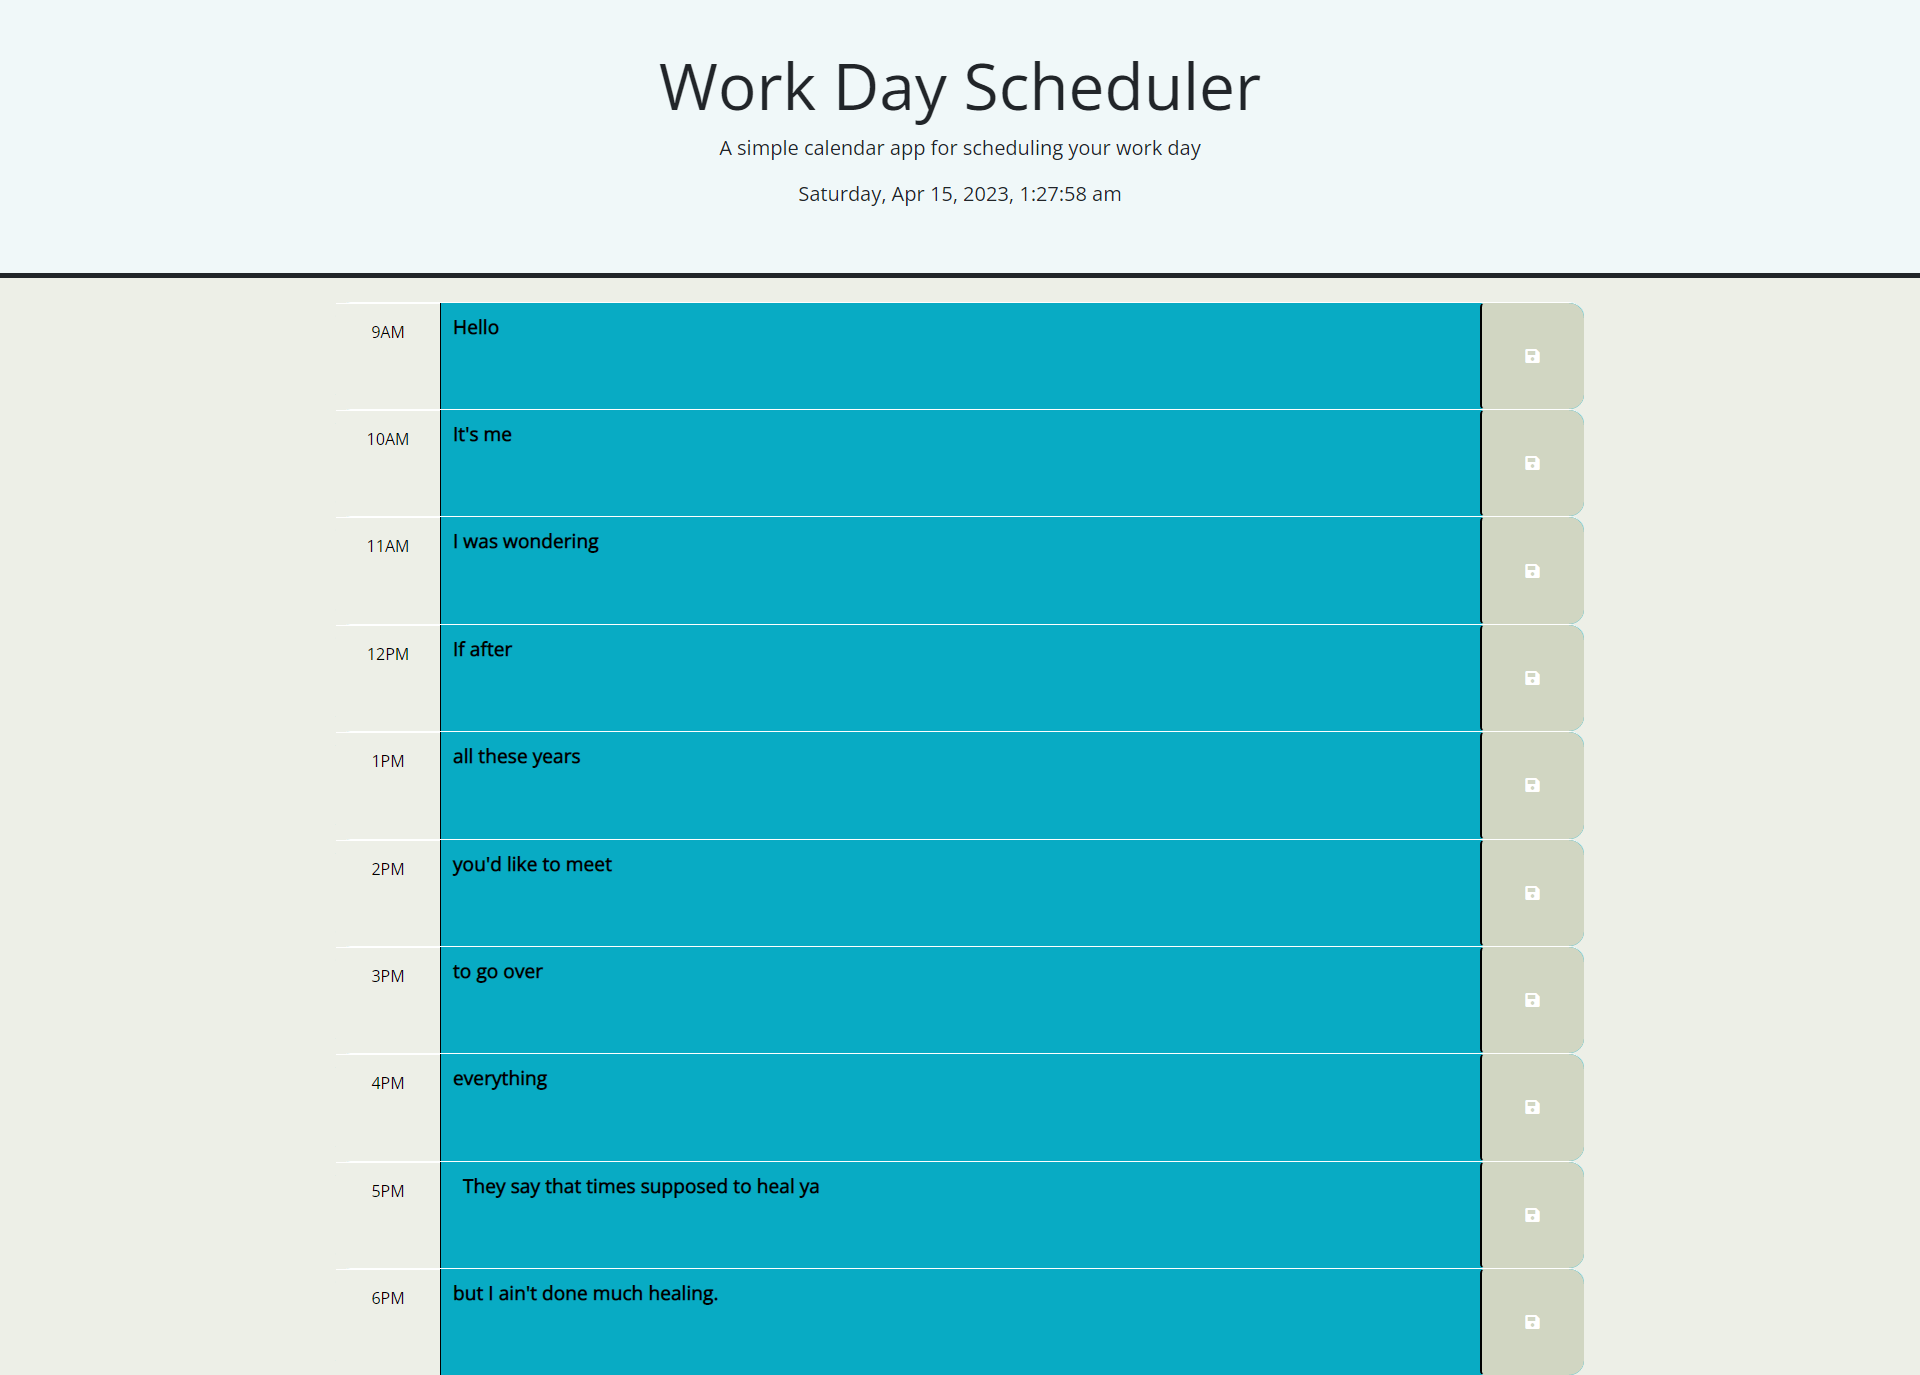 Work Day Scheduler
A simple calendar app for scheduling your work day
Saturday, Apr 15, 2023, 1:27:58 am
9AM Hello
10AM It's me
11AM I was wondering
12PM If after
1PM all these years
2PM you'd like to meet
3PM to go over
4PM everything
5PM They say that times supposed to heal ya
6PM but I ain't done much healing.